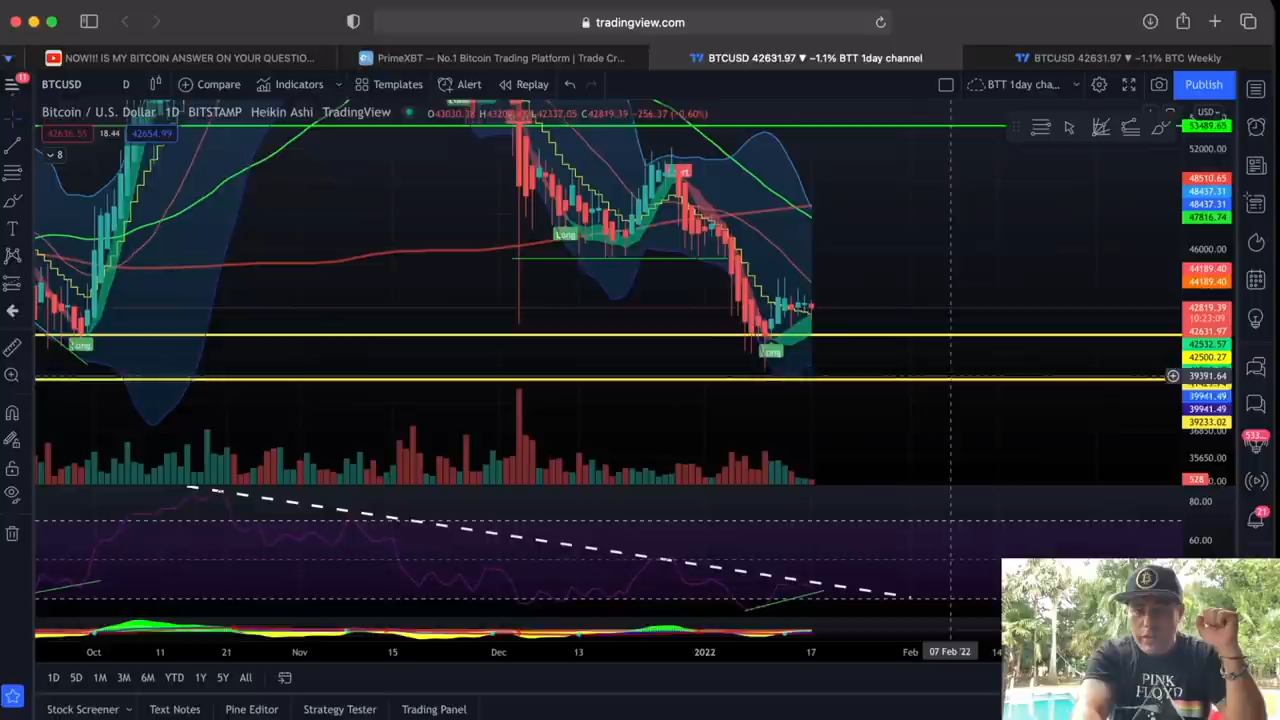 tradingview.com
NOW!!! IS MY BITCOIN ANSWER ON YOUR QUESTIO...
PrimeXBT — No.1 Bitcoin Trading Platform | Trade Cr...
BTCUSD 42631.97 ▼ −1.1% BTT 1day channel
BTCUSD 42631.97 ▼ −1.1% BTC Weekly
11
BTCUSD
D
Compare
Indicators
Templates
Alert
Replay
BTT 1day cha...
Publish
Bitcoin / U.S. Dollar 1D BITSTAMP Heikin Ashi TradingView
42636.55
18.44
42654.99
8
USD
53489.65
52000.00
48510.65
48437.31
48437.31
47816.74
46000.00
44189.40
44189.40
42819.39
10:23:09
42631.97
42532.57
42500.27
39391.64
39941.49
39941.49
39233.02
36850.00
35650.00
528
80.00
60.00
Long
Long
Long
533...
21
Oct
11
21
Nov
15
Dec
13
2022
17
Feb
07 Feb '22
14
1D
5D
1M
3M
6M
YTD
1Y
5Y
All
Stock Screener
Text Notes
Pine Editor
Strategy Tester
Trading Panel
PINK
FLOYD